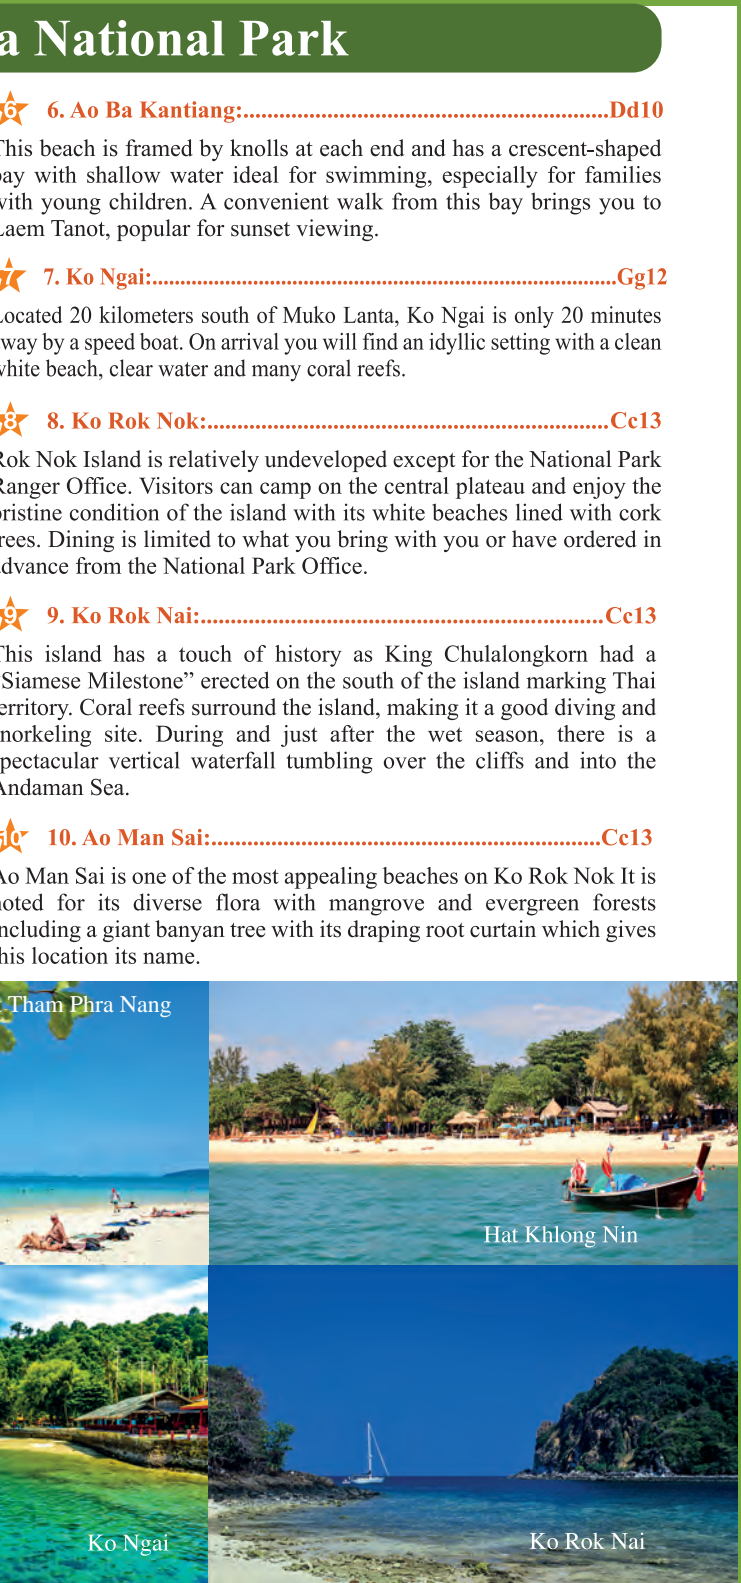 a National Park
6 6. Ao Ba Kantiang:..............................................................Dd10
This beach is framed by knolls at each end and has a crescent-shaped
bay with shallow water ideal for swimming, especially for families
with young children. A convenient walk from this bay brings you to
Laem Tanot, popular for sunset viewing.
7 7. Ko Ngai:................................................................................Gg12
Located 20 kilometers south of Muko Lanta, Ko Ngai is only 20 minutes
away by a speed boat. On arrival you will find an idyllic setting with a clean
white beach, clear water and many coral reefs.
8 8. Ko Rok Nok:...................................................................Cc13
Rok Nok Island is relatively undeveloped except for the National Park
Ranger Office. Visitors can camp on the central plateau and enjoy the
pristine condition of the island with its white beaches lined with cork
trees. Dining is limited to what you bring with you or have ordered in
advance from the National Park Office.
9 9. Ko Rok Nai:....................................................................Cc13
This island has a touch of history as King Chulalongkorn had a
“Siamese Milestone” erected on the south of the island marking Thai
territory. Coral reefs surround the island, making it a good diving and
snorkeling site. During and just after the wet season, there is a
spectacular vertical waterfall tumbling over the cliffs and into the
Andaman Sea.
10 10. Ao Man Sai:.................................................................Cc13
Ao Man Sai is one of the most appealing beaches on Ko Rok Nok It is
noted for its diverse flora with mangrove and evergreen forests
including a giant banyan tree with its draping root curtain which gives
this location its name.
Tham Phra Nang
Hat Khlong Nin
Ko Ngai
Ko Rok Nai